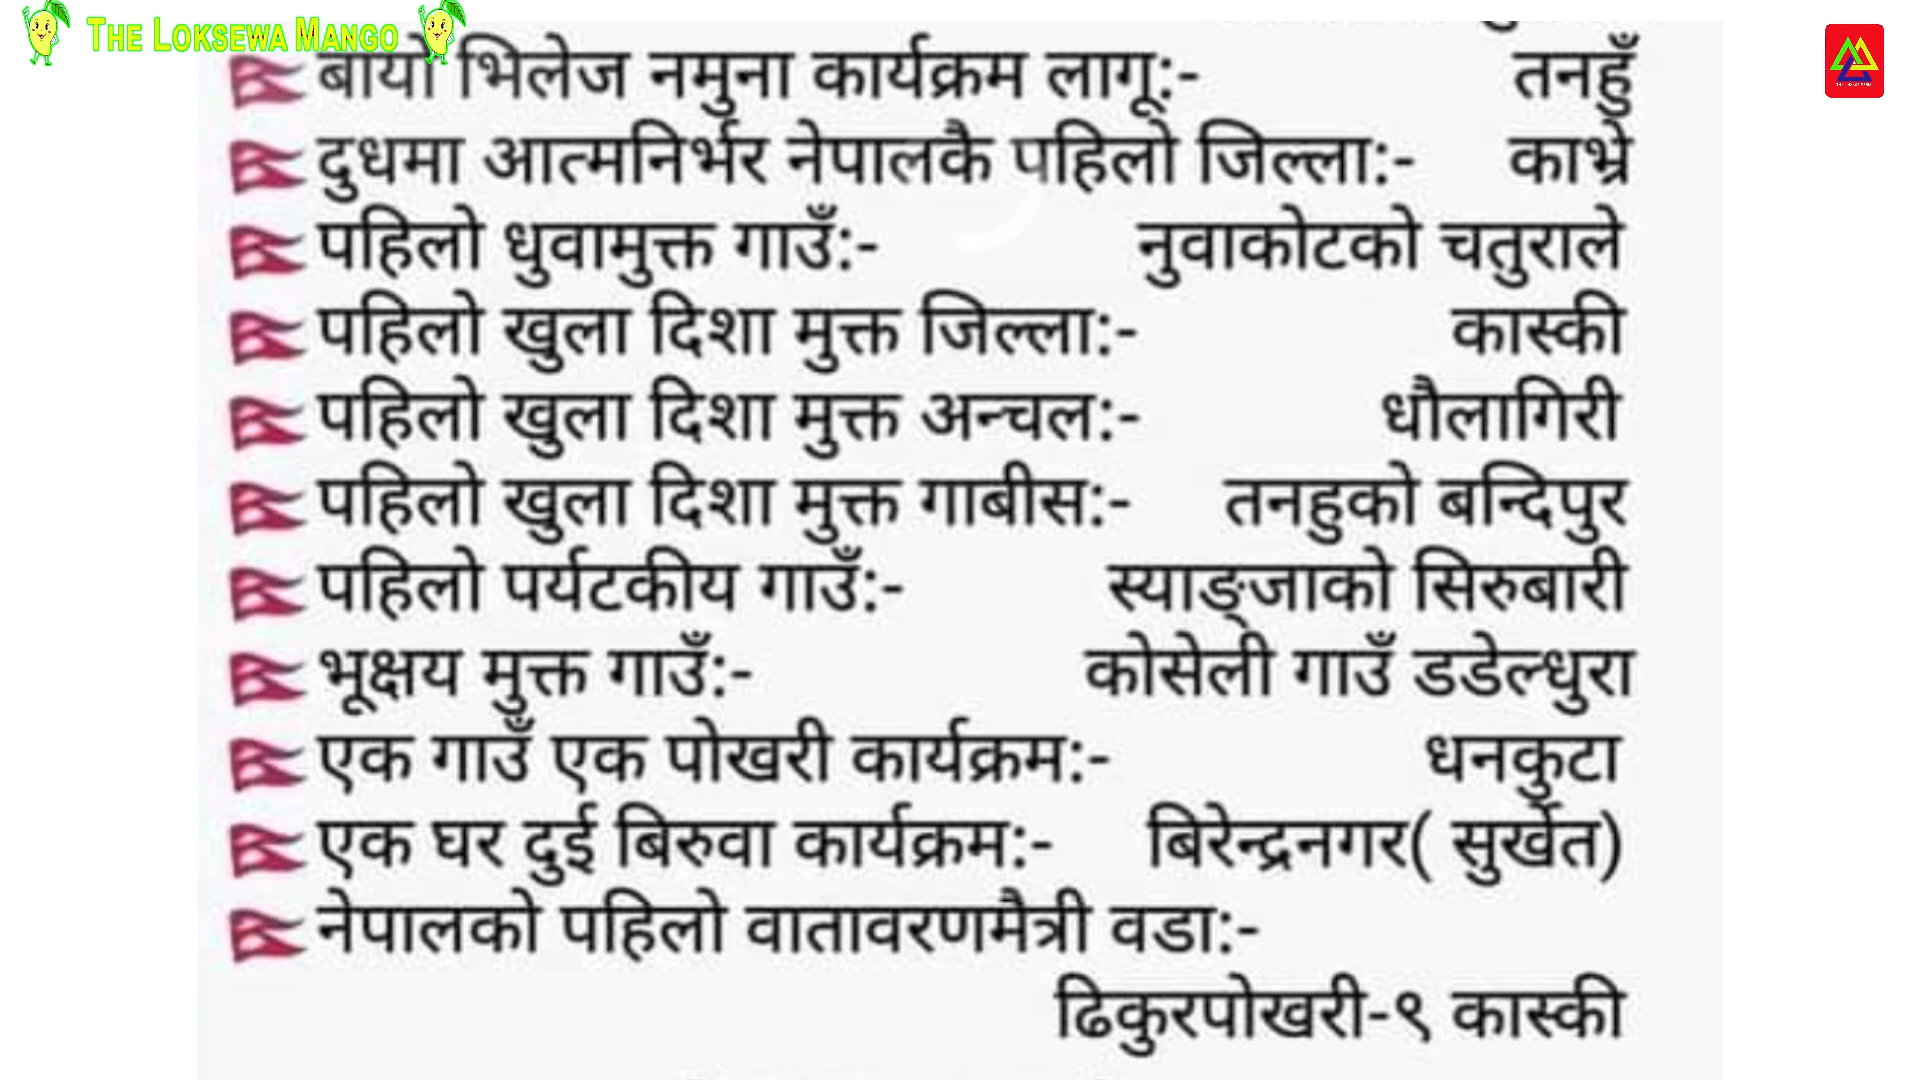 THE LOKSEWA MANGO
बायो भिलेज नमुना कार्यक्रम लागू:- तनहुँ
दुधमा आत्मनिर्भर नेपालकै पहिलो जिल्ला:- काभ्रे
पहिलो धुवामुक्त गाउँ:- नुवाकोटको चतुराले
पहिलो खुला दिशा मुक्त जिल्ला:- कास्की
पहिलो खुला दिशा मुक्त अन्चल:- धौलागिरी
पहिलो खुला दिशा मुक्त गाबीस:- तनहुको बन्दिपुर
पहिलो पर्यटकीय गाउँ:- स्याङ्जाको सिरुबारी
भूक्षय मुक्त गाउँ:- कोसेली गाउँ डडेल्धुरा
एक गाउँ एक पोखरी कार्यक्रम:- धनकुटा
एक घर दुई बिरुवा कार्यक्रम:- बिरेन्द्रनगर( सुर्खेत)
नेपालको पहिलो वातावरणमैत्री वडा:-
ढिकुरपोखरी-९ कास्की